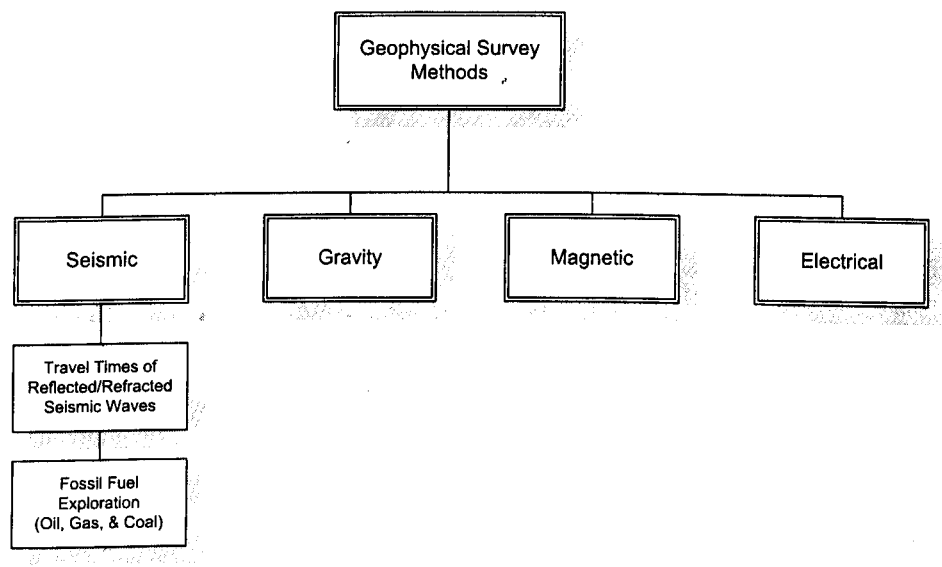 Geophysical Survey
Methods
Seismic
Gravity
Magnetic
Electrical
Travel Times of
Reflected/Refracted
Seismic Waves
Fossil Fuel
Exploration
(Oil, Gas, & Coal)